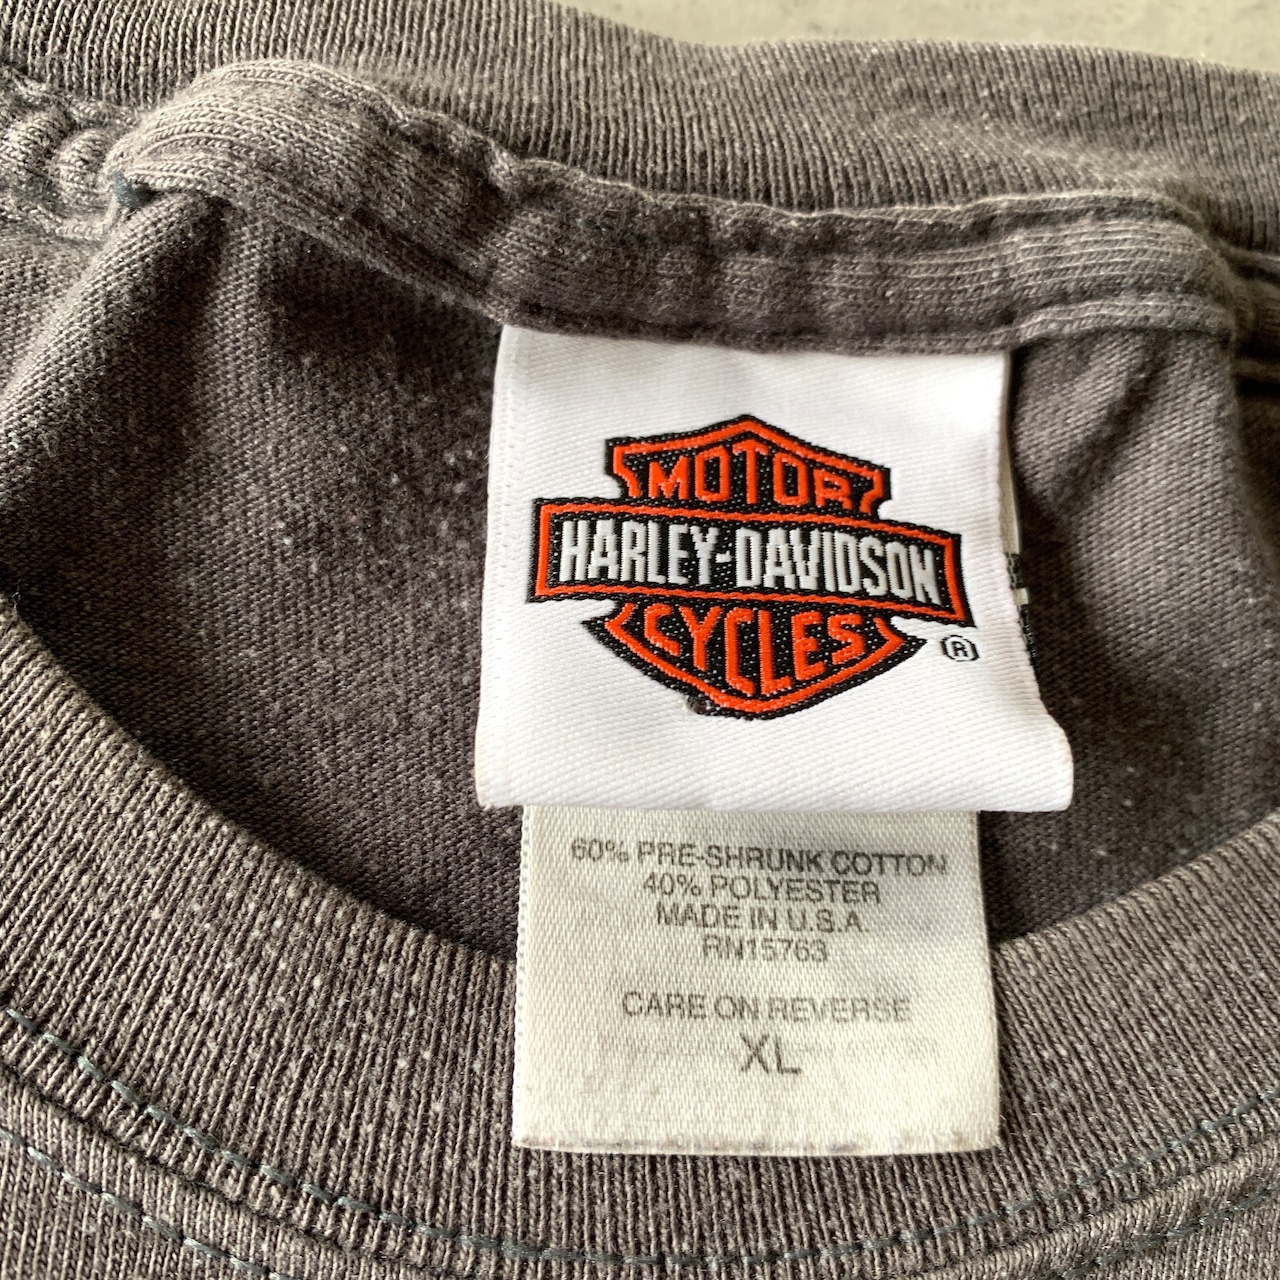 MOTOR
HARLEY-DAVIDSON
CYCLES
®
60% PRE-SHRUNK COTTON
40% POLYESTER
MADE IN U.S.A.
RN15763
CARE ON REVERSE
XL